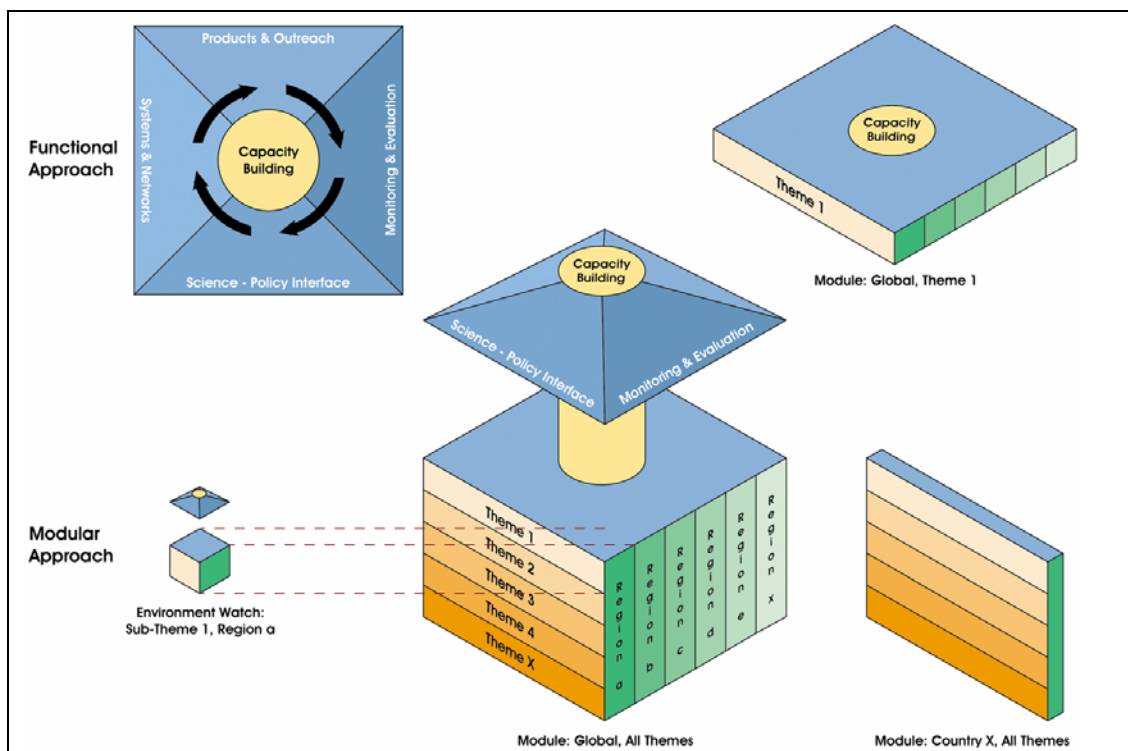 Products & Outreach
Systems & Networks
Capacity
Building
Monitoring & Evaluation
Science - Policy Interface
Functional
Approach
Capacity
Building
Theme 1
Module: Global, Theme 1
Capacity
Building
Science - Policy Interface
Monitoring & Evaluation
Modular
Approach
Environment Watch:
Sub-Theme 1, Region a
Theme 1
Theme 2
Theme 3
Theme 4
Theme X
Region a
Region b
Region c
Region d
Region e
Region x
Module: Global, All Themes
Module: Country X, All Themes